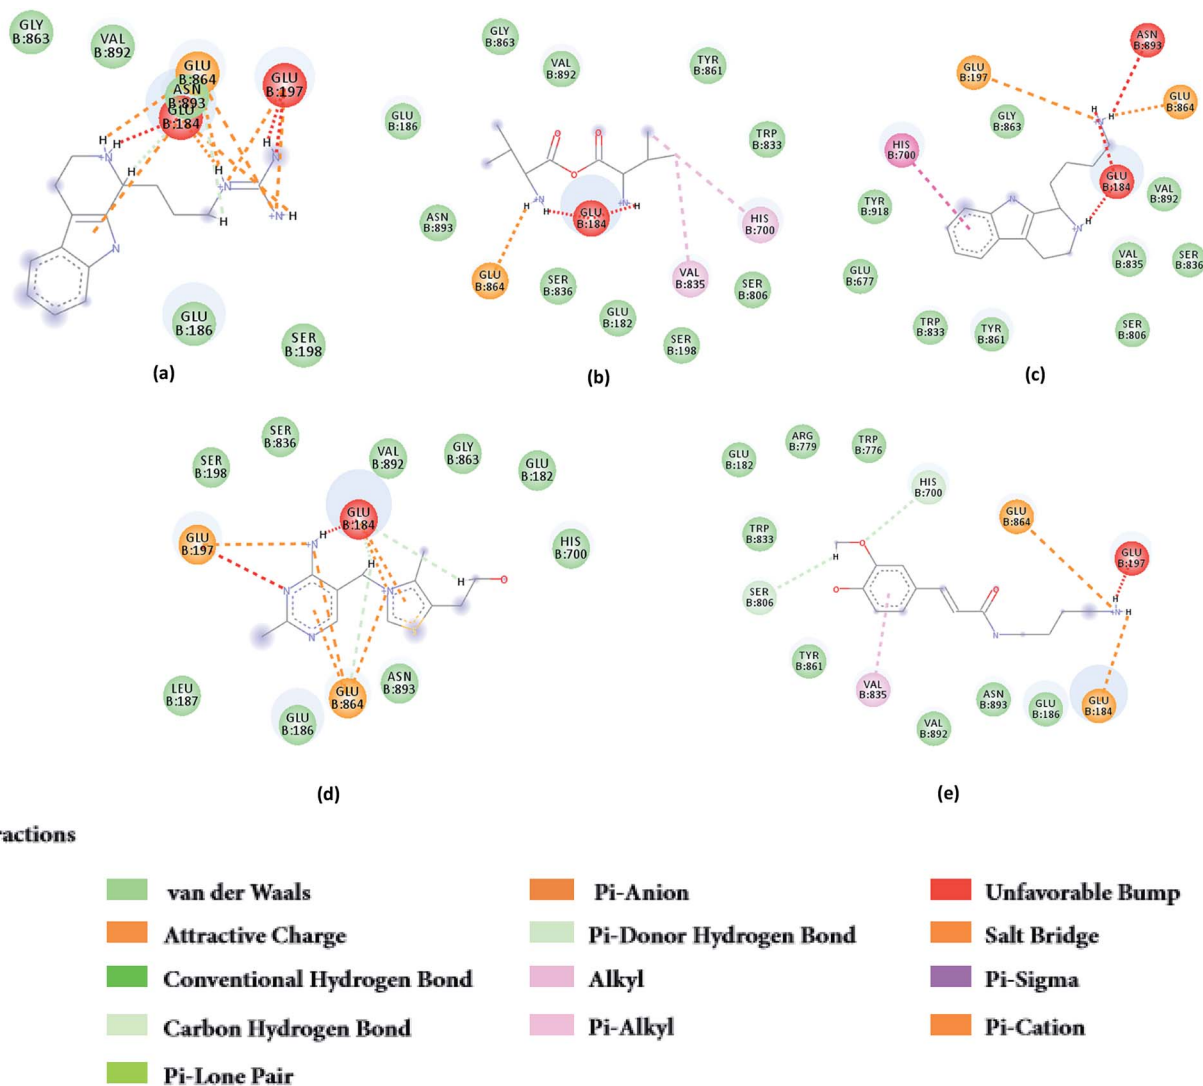 GLY
B:863
VAL
B:892
GLU
B:864
ASN
B:893
GLU
B:184
GLU
B:197
H
H
N
H
H
N
N
N
H
H
N
H
N
GLU
B:186
SER
B:198
(a)
GLY
B:863
VAL
B:892
TYR
B:861
GLU
B:186
TRP
B:833
O
O
O
ASN
B:893
N
H
H
GLU
B:184
N
H
HIS
B:700
GLU
B:864
SER
B:836
VAL
B:835
SER
B:806
GLU
B:182
SER
B:198
(b)
ASN
B:893
GLU
B:197
GLU
B:864
H
N
H
GLY
B:863
HIS
B:700
GLU
B:184
VAL
B:892
TYR
B:918
N
N
H
GLU
B:677
VAL
B:835
SER
B:836
TRP
B:833
TYR
B:861
SER
B:806
(c)
SER
B:836
SER
B:198
VAL
B:892
GLY
B:863
GLU
B:182
GLU
B:184
GLU
B:197
H
N
HIS
B:700
H
H
O
N
N
N
S
LEU
B:187
GLU
B:186
GLU
B:864
ASN
B:893
(d)
GLU
B:182
ARG
B:779
TRP
B:776
HIS
B:700
GLU
B:864
TRP
B:833
GLU
B:197
H
O
SER
B:806
O
O
H
N
H
N
TYR
B:861
VAL
B:835
VAL
B:892
ASN
B:893
GLU
B:186
GLU
B:184
(e)
ractions
van der Waals
Attractive Charge
Conventional Hydrogen Bond
Carbon Hydrogen Bond
Pi-Lone Pair
Pi-Anion
Pi-Donor Hydrogen Bond
Alkyl
Pi-Alkyl
Unfavorable Bump
Salt Bridge
Pi-Sigma
Pi-Cation